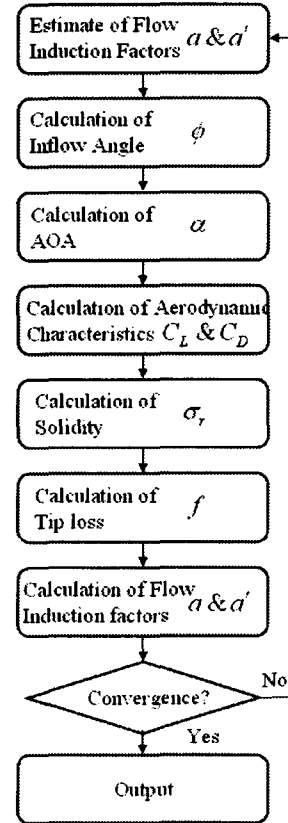 Estimate of Flow
Induction Factors a & a'
Calculation of
Inflow Angle ϕ
Calculation of
AOA α
Calculation of Aerodynamic
Characteristics C_L & C_D
Calculation of
Solidity σ_r
Calculation of
Tip loss f
Calculation of Flow
Induction factors a & a'
Convergence?
No
Yes
Output